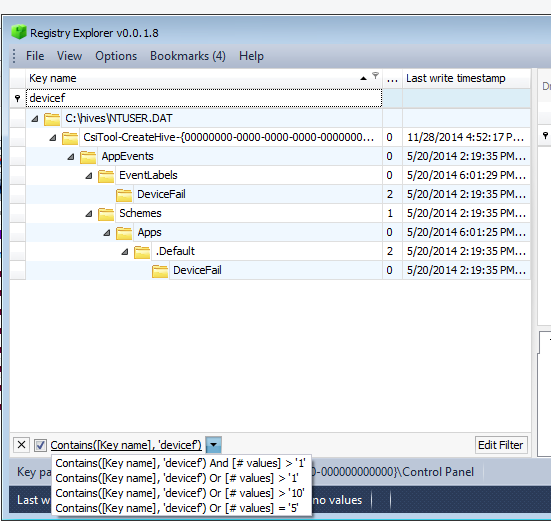 Registry Explorer v0.0.1.8
File View Options Bookmarks (4) Help
Key name ... Last write timestamp
devicef
C:\hives\NTUSER.DAT
CsiTool-CreateHive-{00000000-0000-0000-0000-0000000... 0 11/28/2014 4:52:17 P...
AppEvents 0 5/20/2014 2:19:35 PM...
EventLabels 0 5/20/2014 6:01:29 PM...
DeviceFail 2 5/20/2014 2:19:35 PM...
Schemes 1 5/20/2014 2:19:35 PM...
Apps 0 5/20/2014 6:01:25 PM...
.Default 2 5/20/2014 2:19:35 PM...
DeviceFail 0 5/20/2014 2:19:35 PM...
Contains([Key name], 'devicef') Edit Filter
Contains([Key name], 'devicef') And [# values] > '1'
Contains([Key name], 'devicef') Or [# values] > '1'
Contains([Key name], 'devicef') Or [# values] > '10'
Contains([Key name], 'devicef') Or [# values] = '5'
Key pa 0-000000000000}\Control Panel
Last w no values